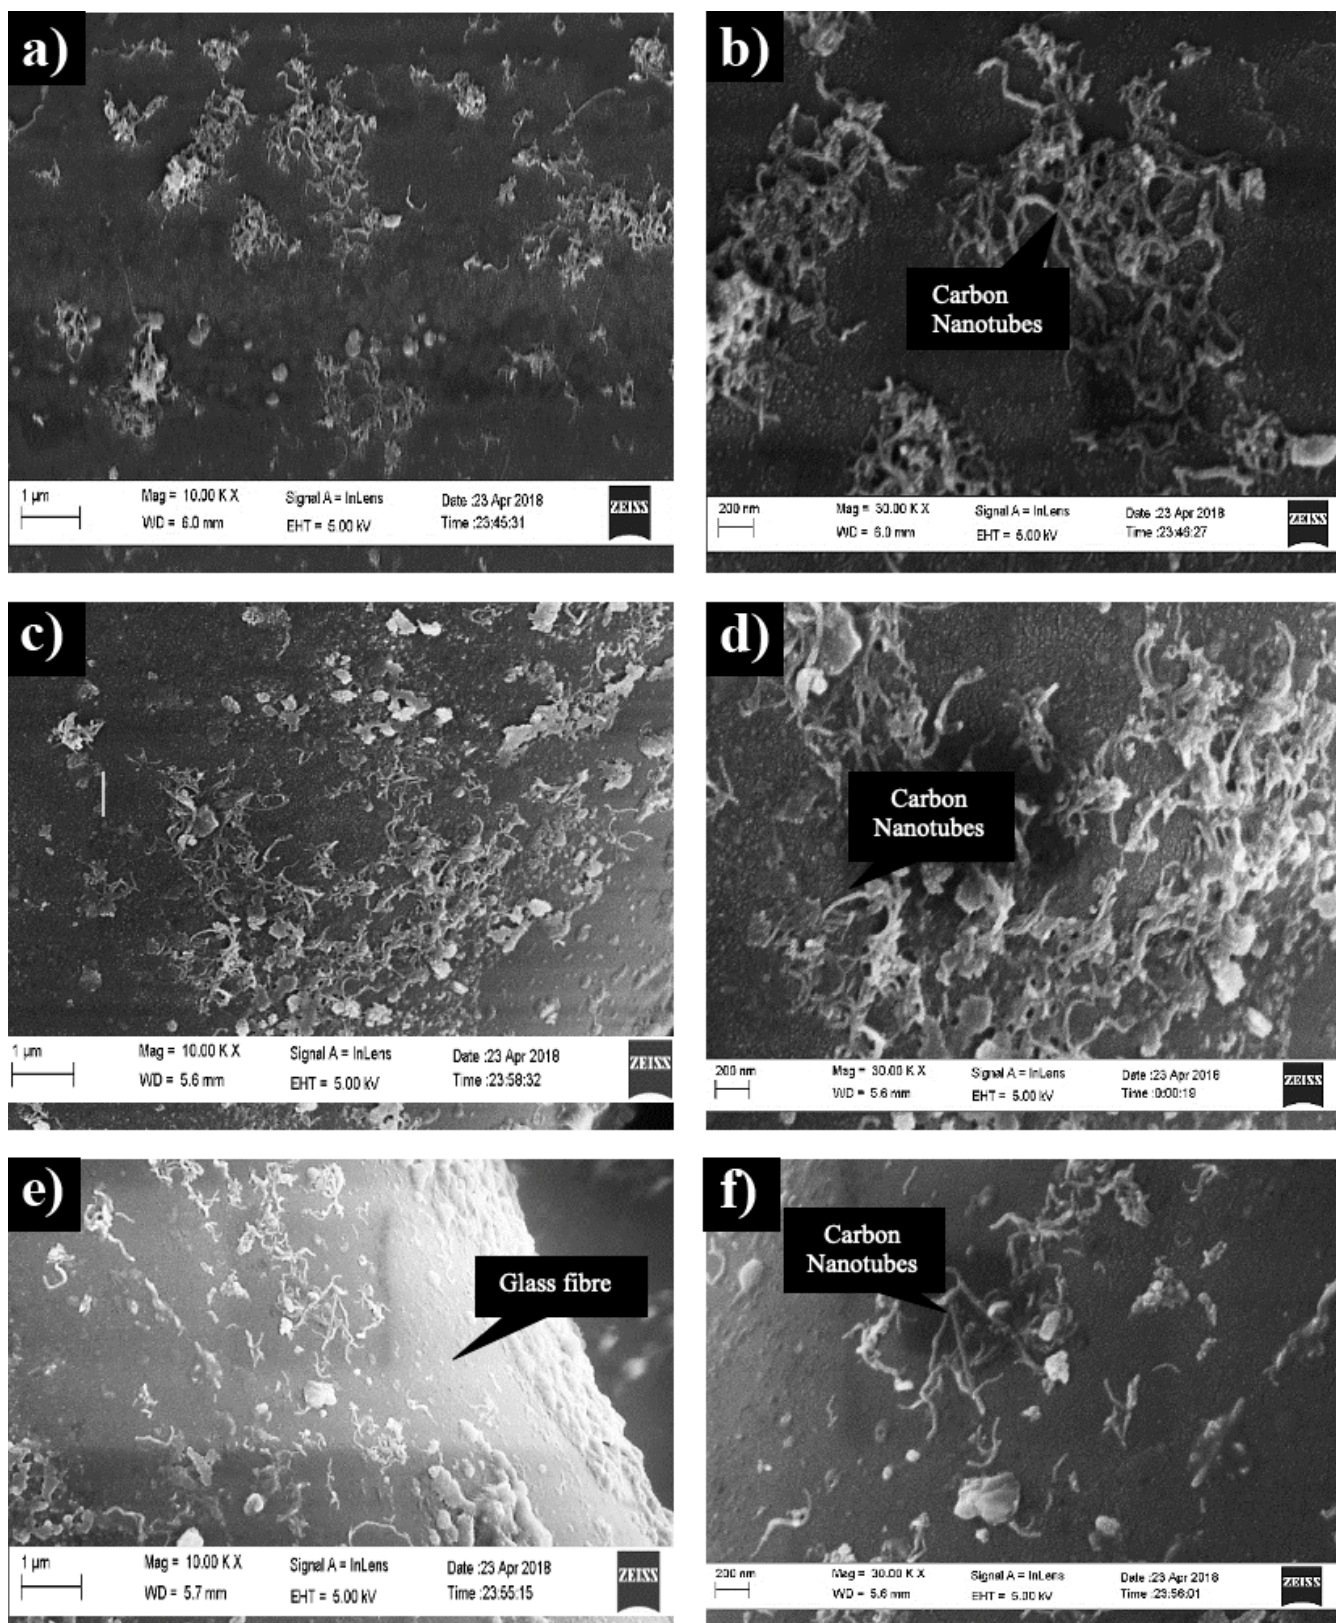 a)
1 µm
Mag = 10.00 K X
Signal A = InLens
Date :23 Apr 2018
WD = 6.0 mm
EHT = 5.00 kV
Time :23:45:31
ZEISS
b)
Carbon
Nanotubes
200 nm
Mag = 30.00 K X
Signal A = InLens
Date :23 Apr 2018
WD = 6.0 mm
EHT = 5.00 kV
Time :23:46:27
ZEISS
c)
1 µm
Mag = 10.00 K X
Signal A = InLens
Date :23 Apr 2018
WD = 5.6 mm
EHT = 5.00 kV
Time :23:58:32
ZEISS
d)
Carbon
Nanotubes
200 nm
Mag = 30.00 K X
Signal A = InLens
Date :23 Apr 2018
WD = 5.6 mm
EHT = 5.00 kV
Time :0:00:19
ZEISS
e)
Glass fibre
1 µm
Mag = 10.00 K X
Signal A = InLens
Date :23 Apr 2018
WD = 5.7 mm
EHT = 5.00 kV
Time :23:55:15
ZEISS
f)
Carbon
Nanotubes
200 nm
Mag = 30.00 K X
Signal A = InLens
Date :23 Apr 2018
WD = 5.6 mm
EHT = 5.00 kV
Time :23:56:01
ZEISS